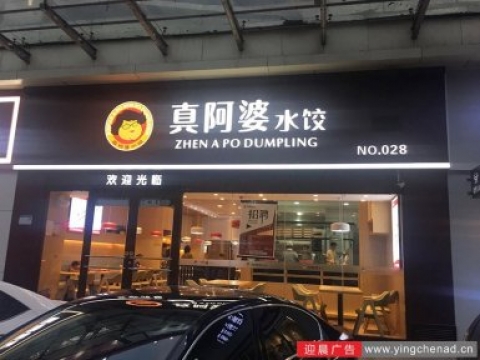 真阿婆水饺
ZHEN A PO DUMPLING
NO.028
欢迎光临
招聘
迎晨广告 www.yingchenad.cn